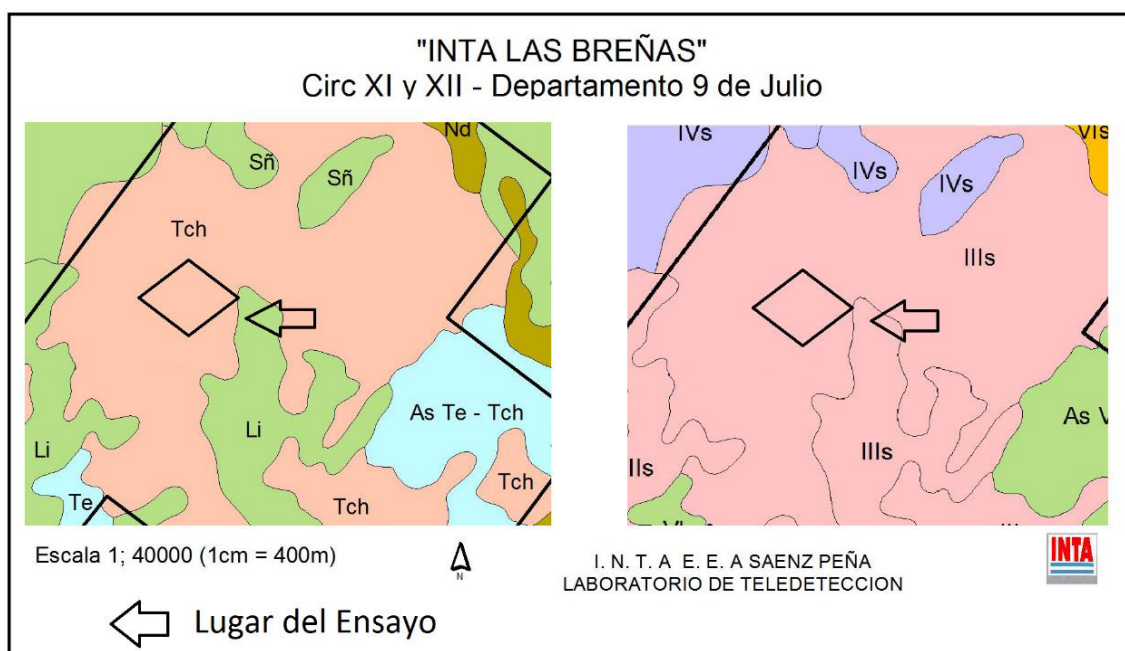 "INTA LAS BREÑAS"
Circ XI y XII - Departamento 9 de Julio
Nd
Sñ
Sñ
Tch
As Te - Tch
Li
Li
Te
Tch
Tch
IVs
VIs
IVs
IVs
IIIs
As V
IIIs
IIs
Escala 1; 40000 (1cm = 400m)
N
I. N. T. A E. E. A SAENZ PEÑA
LABORATORIO DE TELEDETECCION
INTA
Lugar del Ensayo